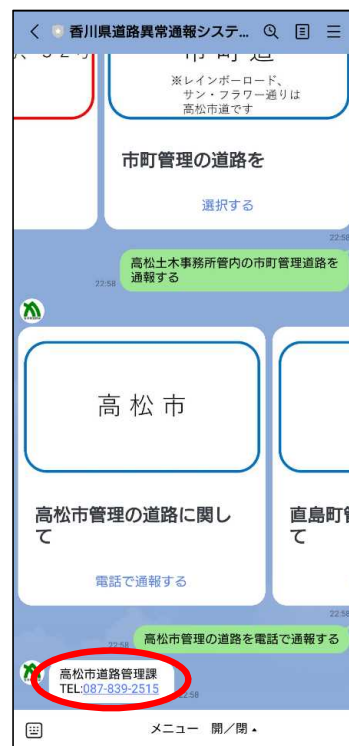 香川県道路異常通報システ...
※レインボーロード、
サン・フラワー通りは
高松市道です
市町管理の道路を
選択する
22:58
高松土木事務所管内の市町管理道路を
通報する
22:58
高松市
高松市管理の道路に関し
て
電話で通報する
直島町
て
22:58
高松市管理の道路を電話で通報する
22:58
高松市道路管理課
TEL:087-839-2515
22:58
メニュー 開/閉▲